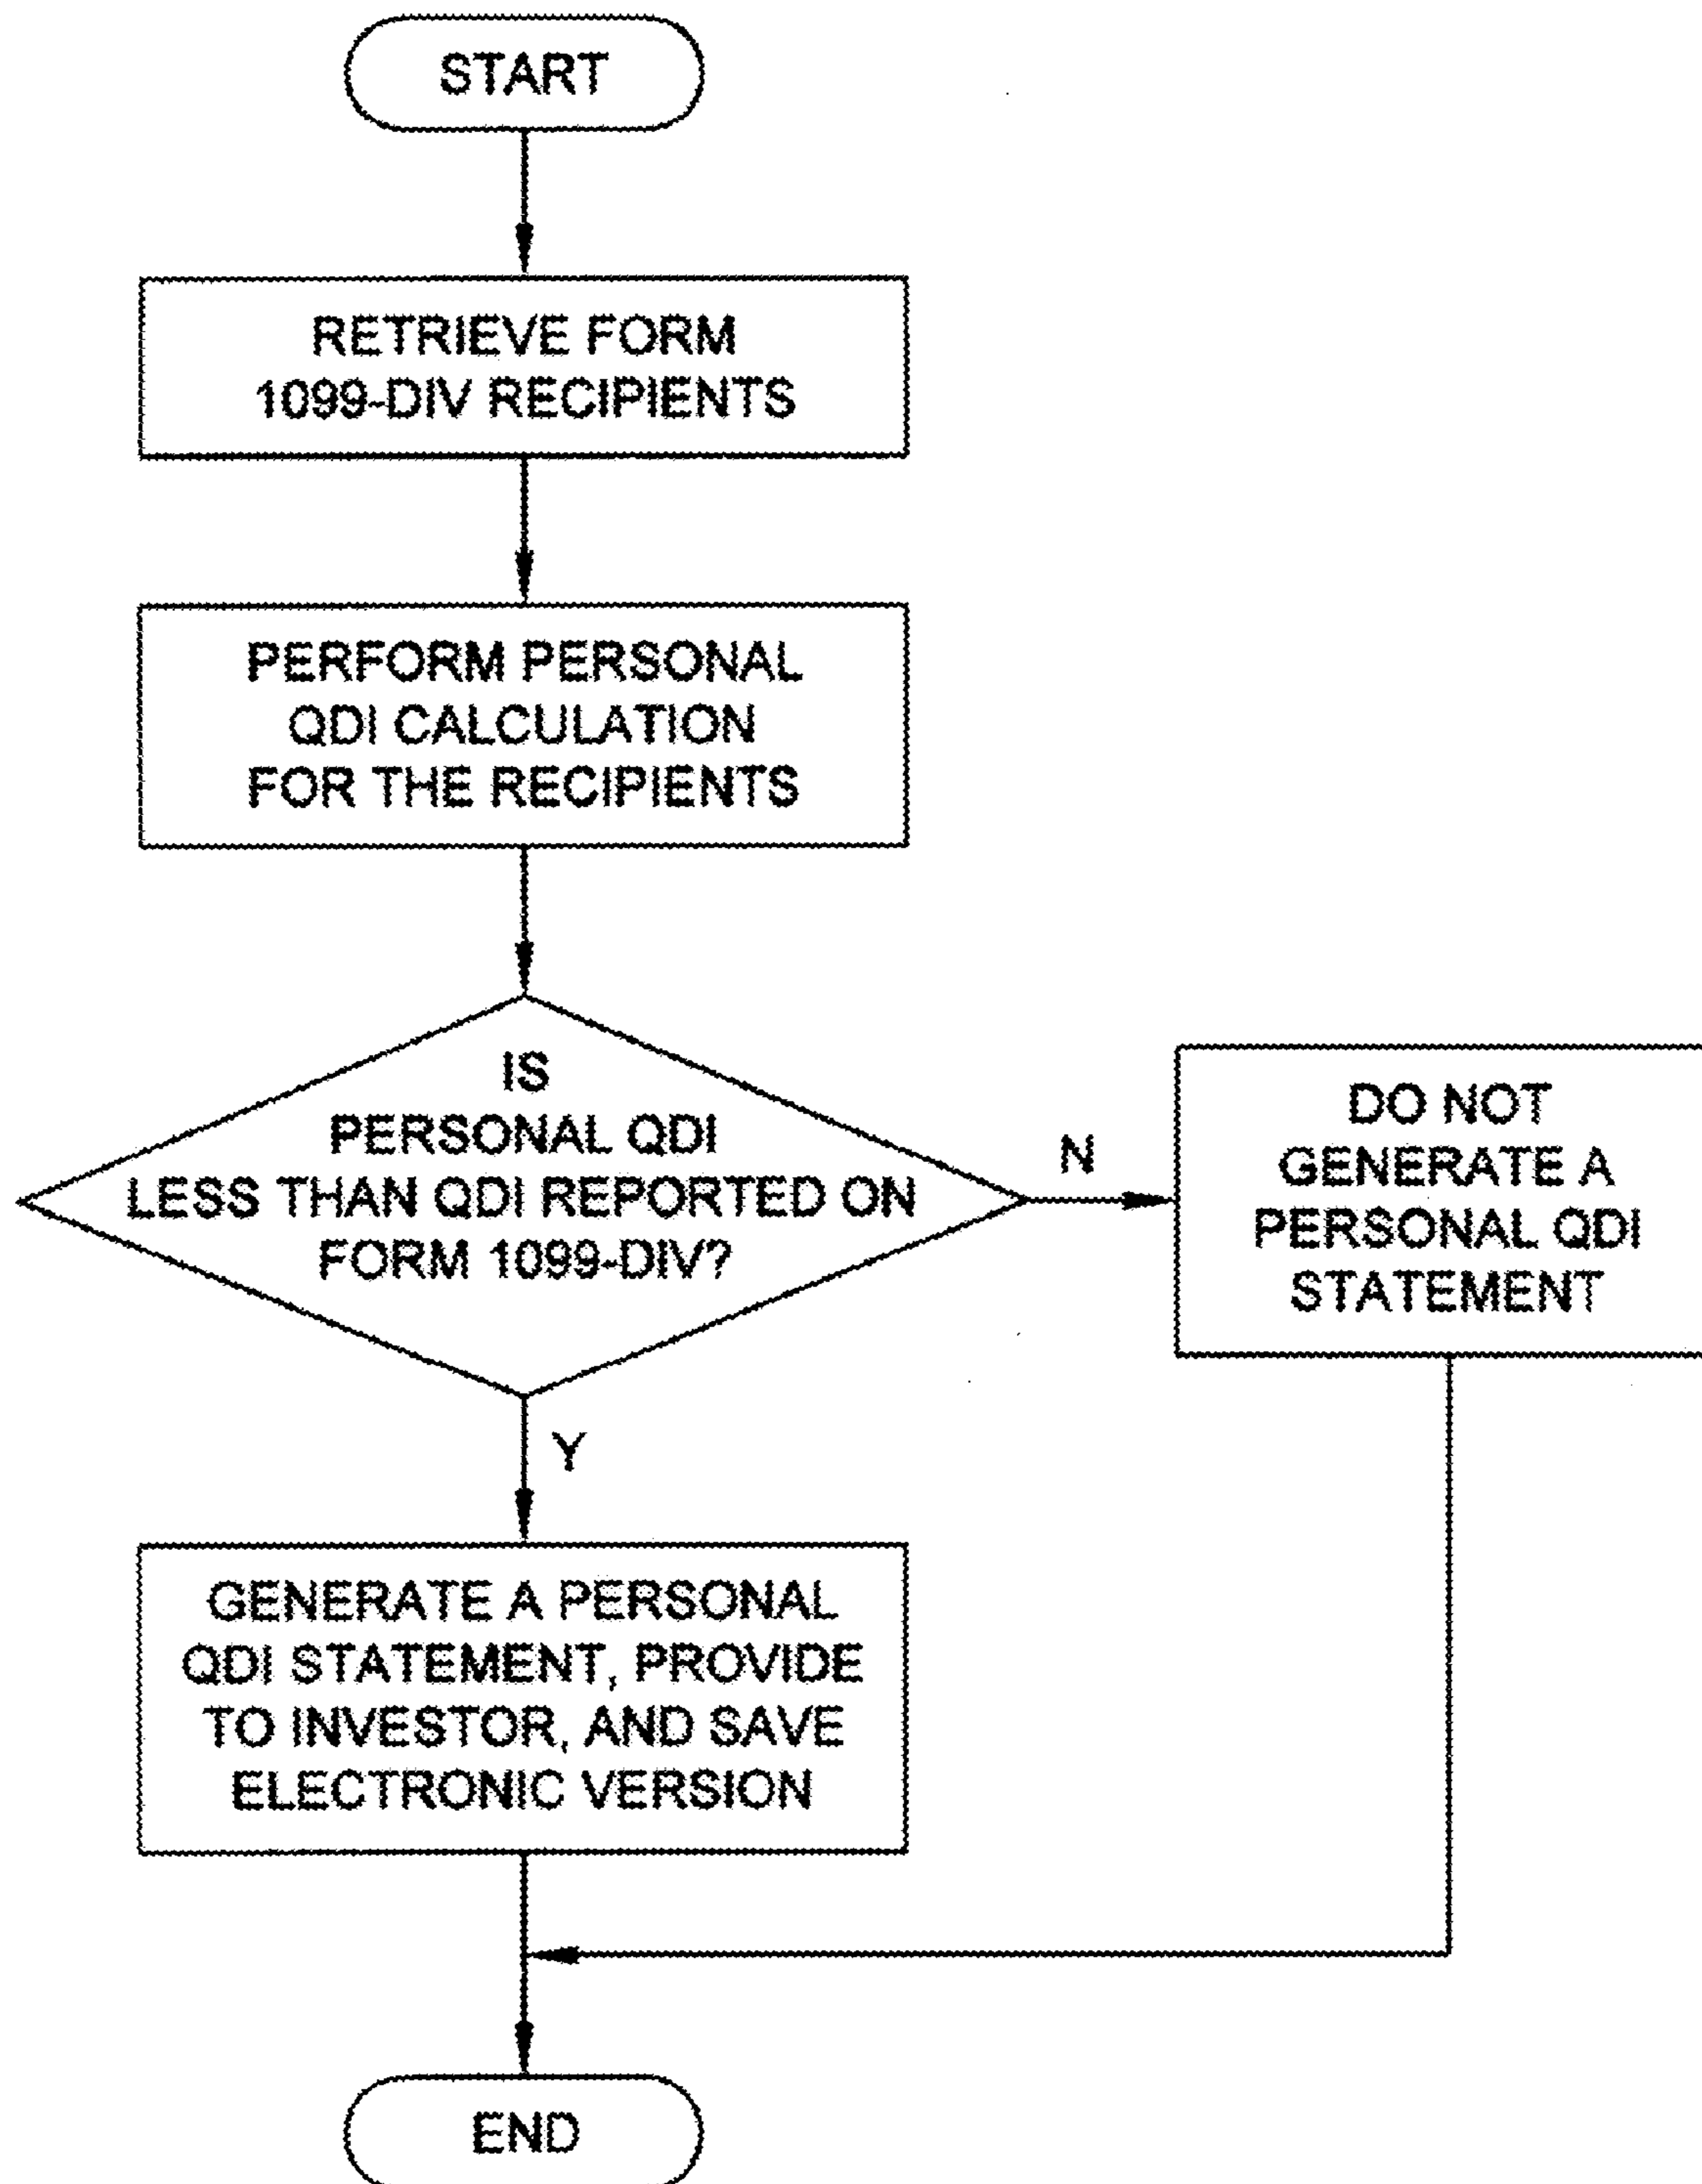 START
RETRIEVE FORM
1099-DIV RECIPIENTS
PERFORM PERSONAL
QDI CALCULATION
FOR THE RECIPIENTS
IS
PERSONAL QDI
LESS THAN QDI REPORTED ON
FORM 1099-DIV?
N
DO NOT
GENERATE A
PERSONAL QDI
STATEMENT
Y
GENERATE A PERSONAL
QDI STATEMENT, PROVIDE
TO INVESTOR, AND SAVE
ELECTRONIC VERSION
END